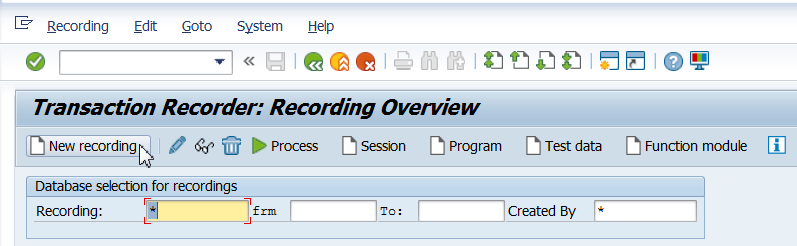 Recording Edit Goto System Help
Transaction Recorder: Recording Overview
New recording Process Session Program Test data Function module
Database selection for recordings
Recording: * frm To: Created By *